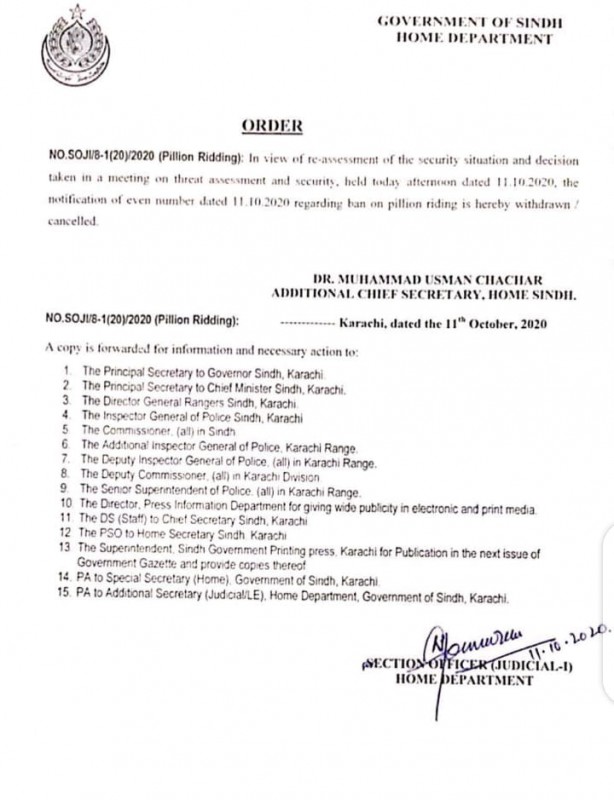 GOVERNMENT OF SINDH
HOME DEPARTMENT
ORDER
NO.SOJI/8-1(20)/2020 (Pillion Ridding): In view of re-assessment of the security situation and decision
taken in a meeting on threat assessment and security, held today afternoon dated 11.10.2020, the
notification of even number dated 11.10.2020 regarding ban on pillion riding is hereby withdrawn /
cancelled.
DR. MUHAMMAD USMAN CHACHAR
ADDITIONAL CHIEF SECRETARY, HOME SINDH.
NO.SOJI/8-1(20)/2020 (Pillion Ridding): ------------- Karachi, dated the 11th October, 2020
A copy is forwarded for information and necessary action to:
1. The Principal Secretary to Governor Sindh, Karachi.
2. The Principal Secretary to Chief Minister Sindh, Karachi.
3. The Director General Rangers Sindh, Karachi.
4. The Inspector General of Police Sindh, Karachi
5 The Commissioner, (all) in Sindh
6. The Additional Inspector General of Police, Karachi Range.
7. The Deputy Inspector General of Police, (all) in Karachi Range.
8. The Deputy Commissioner, (all) in Karachi Division
9. The Senior Superintendent of Police, (all) in Karachi Range.
10. The Director, Press Information Department for giving wide publicity in electronic and print media.
11. The DS (Staff) to Chief Secretary Sindh, Karachi
12 The PSO to Home Secretary Sindh, Karachi
13 The Superintendent, Sindh Government Printing press, Karachi for Publication in the next issue of
Government Gazette and provide copies thereof
14. PA to Special Secretary (Home), Government of Sindh, Karachi
15. PA to Additional Secretary (Judicial/LE), Home Department, Government of Sindh, Karachi.
11.10.2020.
SECTION OFFICER (JUDICIAL-I)
HOME DEPARTMENT